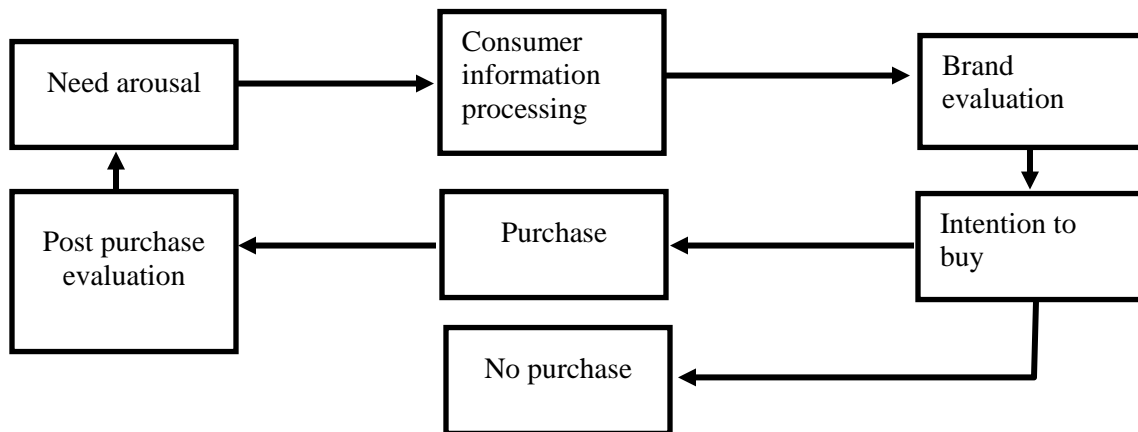 Need arousal
Consumer
information
processing
Brand
evaluation
Intention to
buy
Purchase
Post purchase
evaluation
No purchase